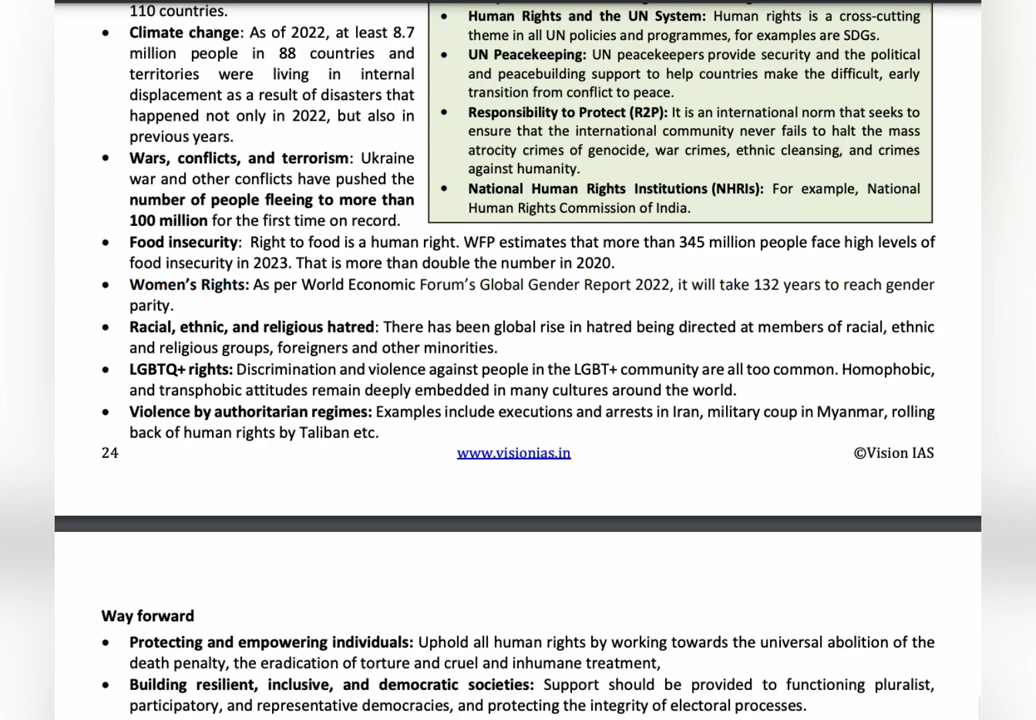 110 countries.
• Climate change: As of 2022, at least 8.7
million people in 88 countries and
territories were living in internal
displacement as a result of disasters that
happened not only in 2022, but also in
previous years.
• Wars, conflicts, and terrorism: Ukraine
war and other conflicts have pushed the
number of people fleeing to more than
100 million for the first time on record.
• Human Rights and the UN System: Human rights is a cross-cutting
theme in all UN policies and programmes, for examples are SDGs.
• UN Peacekeeping: UN peacekeepers provide security and the political
and peacebuilding support to help countries make the difficult, early
transition from conflict to peace.
• Responsibility to Protect (R2P): It is an international norm that seeks to
ensure that the international community never fails to halt the mass
atrocity crimes of genocide, war crimes, ethnic cleansing, and crimes
against humanity.
• National Human Rights Institutions (NHRIs): For example, National
Human Rights Commission of India.
• Food insecurity: Right to food is a human right. WFP estimates that more than 345 million people face high levels of
food insecurity in 2023. That is more than double the number in 2020.
• Women's Rights: As per World Economic Forum's Global Gender Report 2022, it will take 132 years to reach gender
parity.
• Racial, ethnic, and religious hatred: There has been global rise in hatred being directed at members of racial, ethnic
and religious groups, foreigners and other minorities.
• LGBTQ+ rights: Discrimination and violence against people in the LGBT+ community are all too common. Homophobic,
and transphobic attitudes remain deeply embedded in many cultures around the world.
• Violence by authoritarian regimes: Examples include executions and arrests in Iran, military coup in Myanmar, rolling
back of human rights by Taliban etc.
24 www.visionias.in ©Vision IAS
Way forward
• Protecting and empowering individuals: Uphold all human rights by working towards the universal abolition of the
death penalty, the eradication of torture and cruel and inhumane treatment,
• Building resilient, inclusive, and democratic societies: Support should be provided to functioning pluralist,
participatory, and representative democracies, and protecting the integrity of electoral processes.